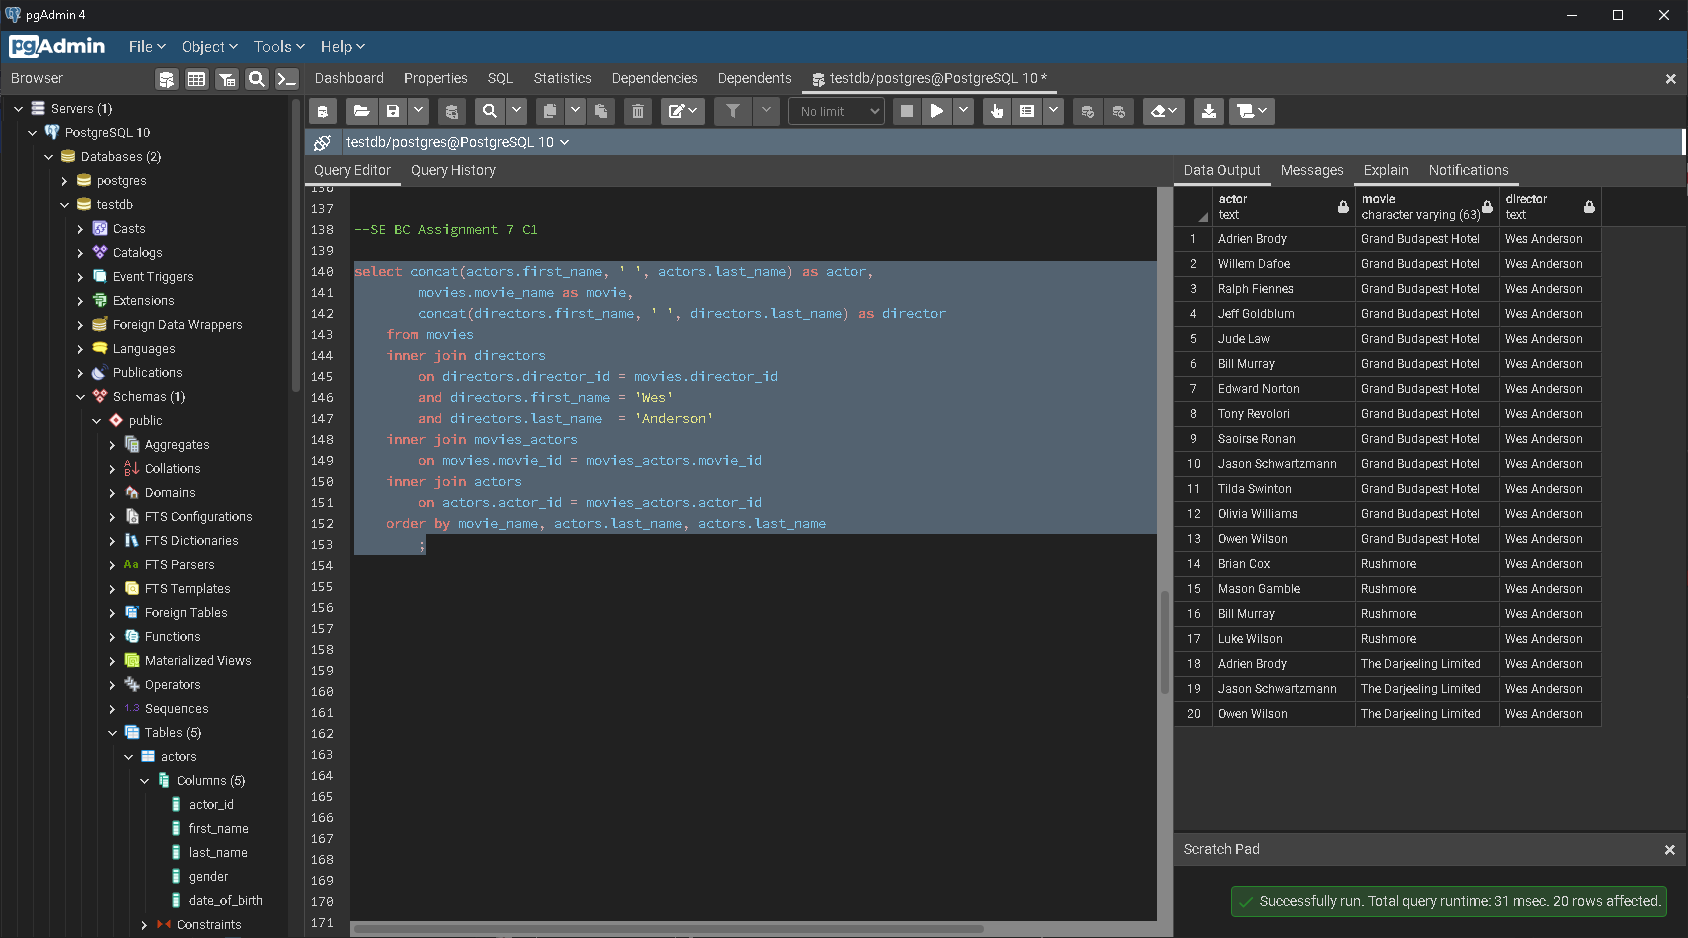 pgAdmin 4
pgAdmin File Object Tools Help
Browser
Dashboard Properties SQL Statistics Dependencies Dependents testdb/postgres@PostgreSQL 10 *
No limit
testdb/postgres@PostgreSQL 10
Servers (1)
PostgreSQL 10
Databases (2)
postgres
testdb
Casts
Catalogs
Event Triggers
Extensions
Foreign Data Wrappers
Languages
Publications
Schemas (1)
public
Aggregates
Collations
Domains
FTS Configurations
FTS Dictionaries
Aa FTS Parsers
FTS Templates
Foreign Tables
Functions
Materialized Views
Operators
1.3 Sequences
Tables (5)
actors
Columns (5)
actor_id
first_name
last_name
gender
date_of_birth
Constraints
Query Editor Query History
136
137
138 --SE BC Assignment 7 C1
139
140 select concat(actors.first_name, ' ', actors.last_name) as actor,
141 movies.movie_name as movie,
142 concat(directors.first_name, ' ', directors.last_name) as director
143 from movies
144 inner join directors
145 on directors.director_id = movies.director_id
146 and directors.first_name = 'Wes'
147 and directors.last_name  = 'Anderson'
148 inner join movies_actors
149 on movies.movie_id = movies_actors.movie_id
150 inner join actors
151 on actors.actor_id = movies_actors.actor_id
152 order by movie_name, actors.last_name, actors.last_name
153 ;
154
155
156
157
158
159
160
161
162
163
164
165
166
167
168
169
170
171
Data Output Messages Explain Notifications
actor movie director
text character varying (63) text
1 Adrien Brody Grand Budapest Hotel Wes Anderson
2 Willem Dafoe Grand Budapest Hotel Wes Anderson
3 Ralph Fiennes Grand Budapest Hotel Wes Anderson
4 Jeff Goldblum Grand Budapest Hotel Wes Anderson
5 Jude Law Grand Budapest Hotel Wes Anderson
6 Bill Murray Grand Budapest Hotel Wes Anderson
7 Edward Norton Grand Budapest Hotel Wes Anderson
8 Tony Revolori Grand Budapest Hotel Wes Anderson
9 Saoirse Ronan Grand Budapest Hotel Wes Anderson
10 Jason Schwartzmann Grand Budapest Hotel Wes Anderson
11 Tilda Swinton Grand Budapest Hotel Wes Anderson
12 Olivia Williams Grand Budapest Hotel Wes Anderson
13 Owen Wilson Grand Budapest Hotel Wes Anderson
14 Brian Cox Rushmore Wes Anderson
15 Mason Gamble Rushmore Wes Anderson
16 Bill Murray Rushmore Wes Anderson
17 Luke Wilson Rushmore Wes Anderson
18 Adrien Brody The Darjeeling Limited Wes Anderson
19 Jason Schwartzmann The Darjeeling Limited Wes Anderson
20 Owen Wilson The Darjeeling Limited Wes Anderson
Scratch Pad
Successfully run. Total query runtime: 31 msec. 20 rows affected.